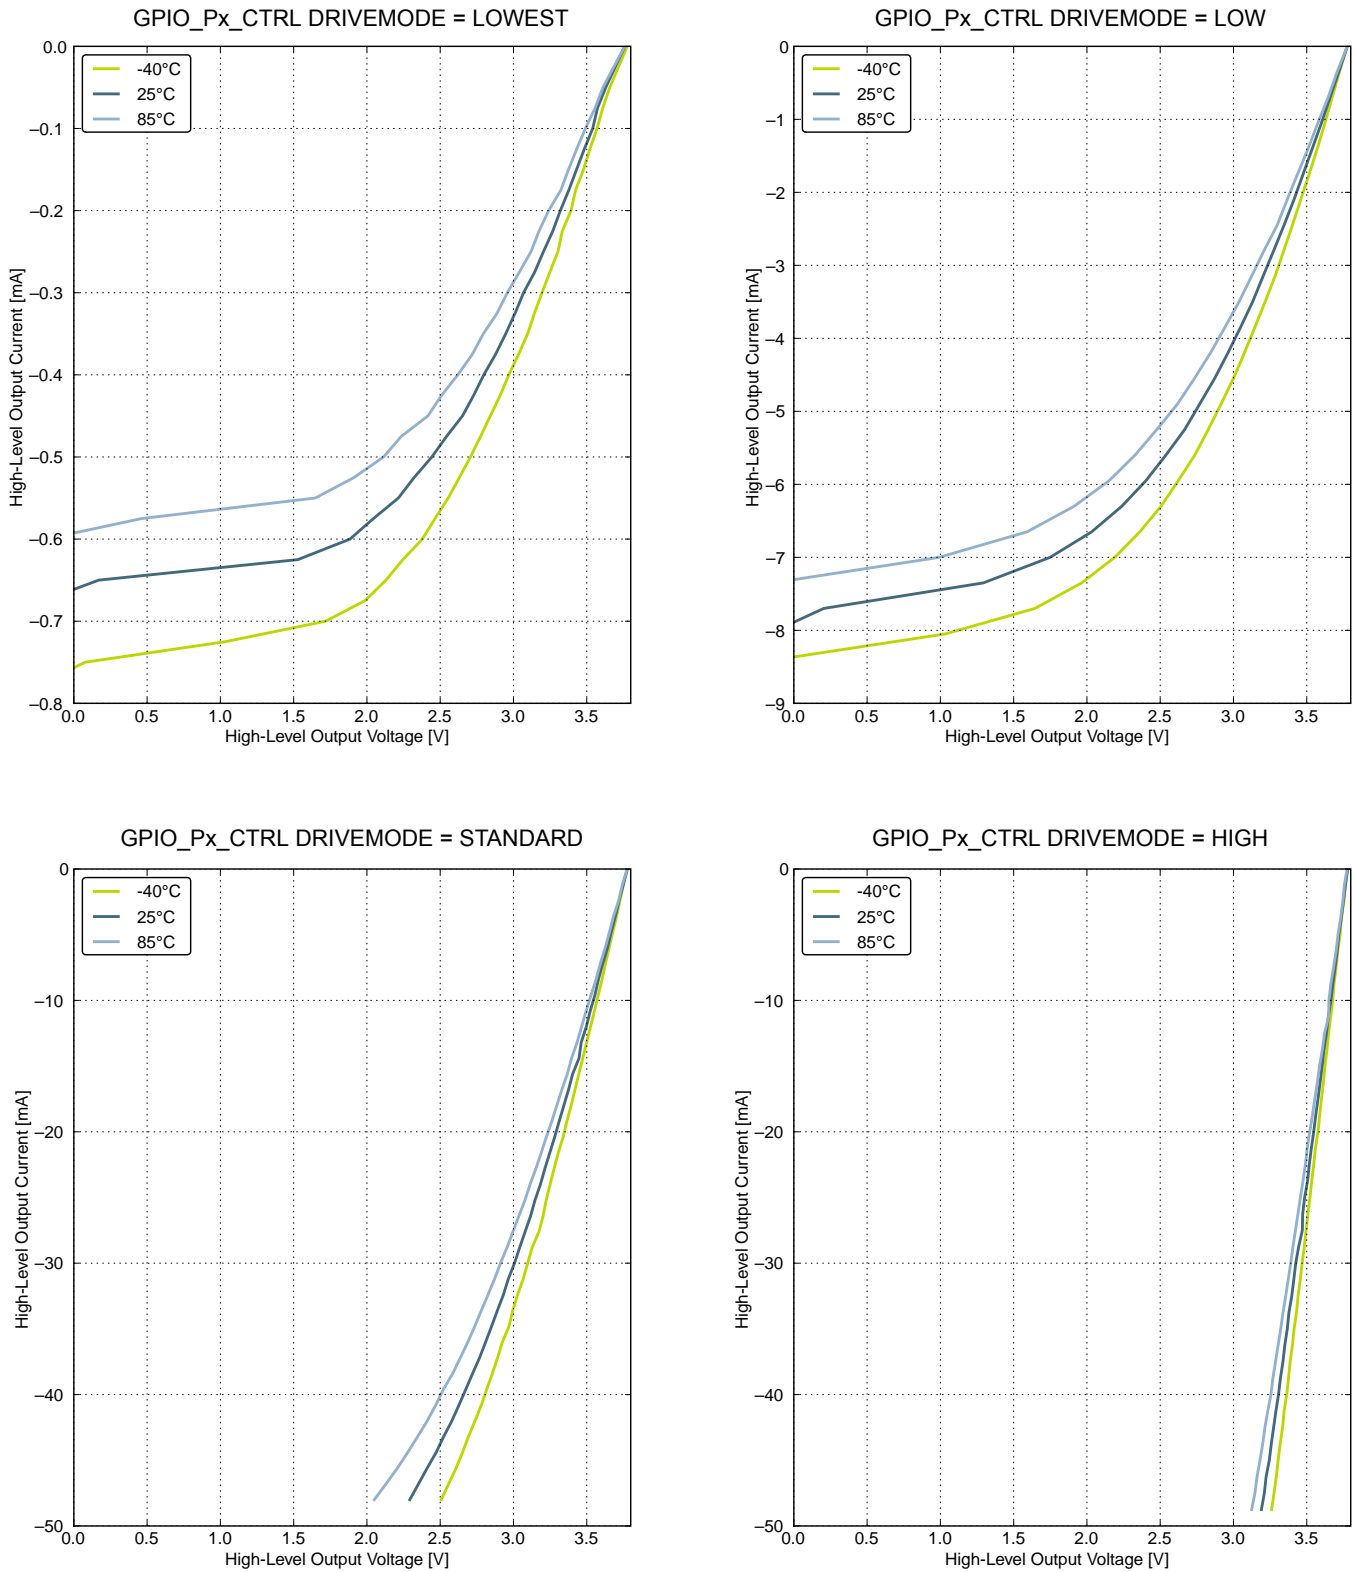 GPIO_Px_CTRL DRIVEMODE = LOWEST
0.0
–0.1
–0.2
–0.3
–0.4
–0.5
–0.6
–0.7
–0.8
High-Level Output Current [mA]
-40°C
25°C
85°C
0.0 0.5 1.0 1.5 2.0 2.5 3.0 3.5
High-Level Output Voltage [V]
GPIO_Px_CTRL DRIVEMODE = LOW
0
–1
–2
–3
–4
–5
–6
–7
–8
–9
High-Level Output Current [mA]
-40°C
25°C
85°C
0.0 0.5 1.0 1.5 2.0 2.5 3.0 3.5
High-Level Output Voltage [V]
GPIO_Px_CTRL DRIVEMODE = STANDARD
0
–10
–20
–30
–40
–50
High-Level Output Current [mA]
-40°C
25°C
85°C
0.0 0.5 1.0 1.5 2.0 2.5 3.0 3.5
High-Level Output Voltage [V]
GPIO_Px_CTRL DRIVEMODE = HIGH
0
–10
–20
–30
–40
–50
High-Level Output Current [mA]
-40°C
25°C
85°C
0.0 0.5 1.0 1.5 2.0 2.5 3.0 3.5
High-Level Output Voltage [V]